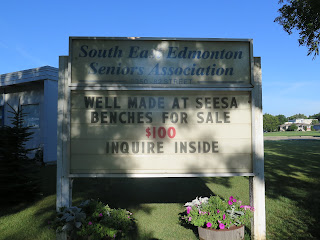 South East Edmonton
Seniors Association
WELL MADE AT SEESA
BENCHES FOR SALE
$100
INQUIRE INSIDE